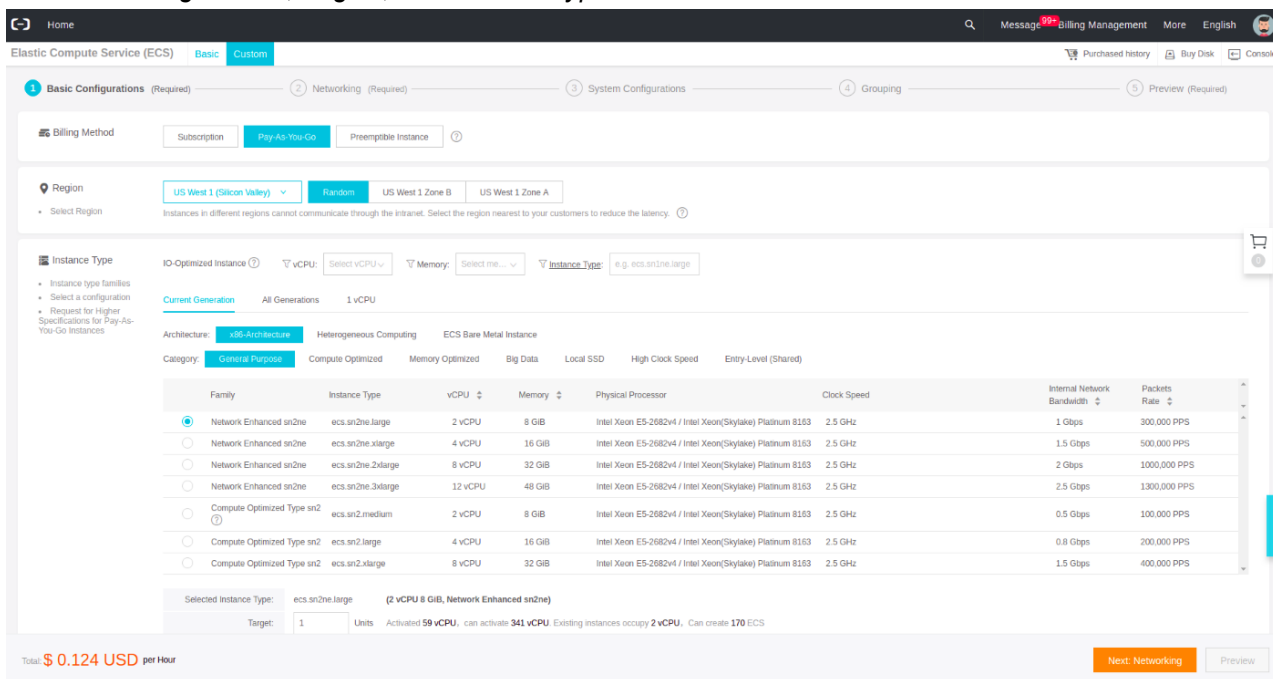 Home Message 99+ Billing Management More English
Elastic Compute Service (ECS) Basic Custom Purchased history Buy Disk Console
1 Basic Configurations (Required) 2 Networking (Required) 3 System Configurations 4 Grouping 5 Preview (Required)
Billing Method Subscription Pay-As-You-Go Preemptible Instance
Region US West 1 (Silicon Valley) Random US West 1 Zone B US West 1 Zone A
Select Region Instances in different regions cannot communicate through the intranet. Select the region nearest to your customers to reduce the latency.
Instance Type IO-Optimized Instance vCPU: Select vCPU Memory: Select me... Instance Type: e.g. ecs.sn1ne.large
0
Instance type families
Select a configuration Current Generation All Generations 1 vCPU
Request for Higher
Specifications for Pay-As-
You-Go Instances
Architecture: x86-Architecture Heterogeneous Computing ECS Bare Metal Instance
Category: General Purpose Compute Optimized Memory Optimized Big Data Local SSD High Clock Speed Entry-Level (Shared)
Family Instance Type vCPU Memory Physical Processor Clock Speed Internal Network Bandwidth Packets Rate
Network Enhanced sn2ne ecs.sn2ne.large 2 vCPU 8 GiB Intel Xeon E5-2682v4 / Intel Xeon(Skylake) Platinum 8163 2.5 GHz 1 Gbps 300,000 PPS
Network Enhanced sn2ne ecs.sn2ne.xlarge 4 vCPU 16 GiB Intel Xeon E5-2682v4 / Intel Xeon(Skylake) Platinum 8163 2.5 GHz 1.5 Gbps 500,000 PPS
Network Enhanced sn2ne ecs.sn2ne.2xlarge 8 vCPU 32 GiB Intel Xeon E5-2682v4 / Intel Xeon(Skylake) Platinum 8163 2.5 GHz 2 Gbps 1000,000 PPS
Network Enhanced sn2ne ecs.sn2ne.3xlarge 12 vCPU 48 GiB Intel Xeon E5-2682v4 / Intel Xeon(Skylake) Platinum 8163 2.5 GHz 2.5 Gbps 1300,000 PPS
Compute Optimized Type sn2 ecs.sn2.medium 2 vCPU 8 GiB Intel Xeon E5-2682v4 / Intel Xeon(Skylake) Platinum 8163 2.5 GHz 0.5 Gbps 100,000 PPS
Compute Optimized Type sn2 ecs.sn2.large 4 vCPU 16 GiB Intel Xeon E5-2682v4 / Intel Xeon(Skylake) Platinum 8163 2.5 GHz 0.8 Gbps 200,000 PPS
Compute Optimized Type sn2 ecs.sn2.xlarge 8 vCPU 32 GiB Intel Xeon E5-2682v4 / Intel Xeon(Skylake) Platinum 8163 2.5 GHz 1.5 Gbps 400,000 PPS
Selected Instance Type: ecs.sn2ne.large (2 vCPU 8 GiB, Network Enhanced sn2ne)
Target: 1 Units Activated 59 vCPU, can activate 341 vCPU. Existing instances occupy 2 vCPU, Can create 170 ECS
Total: $ 0.124 USD per Hour Next: Networking Preview